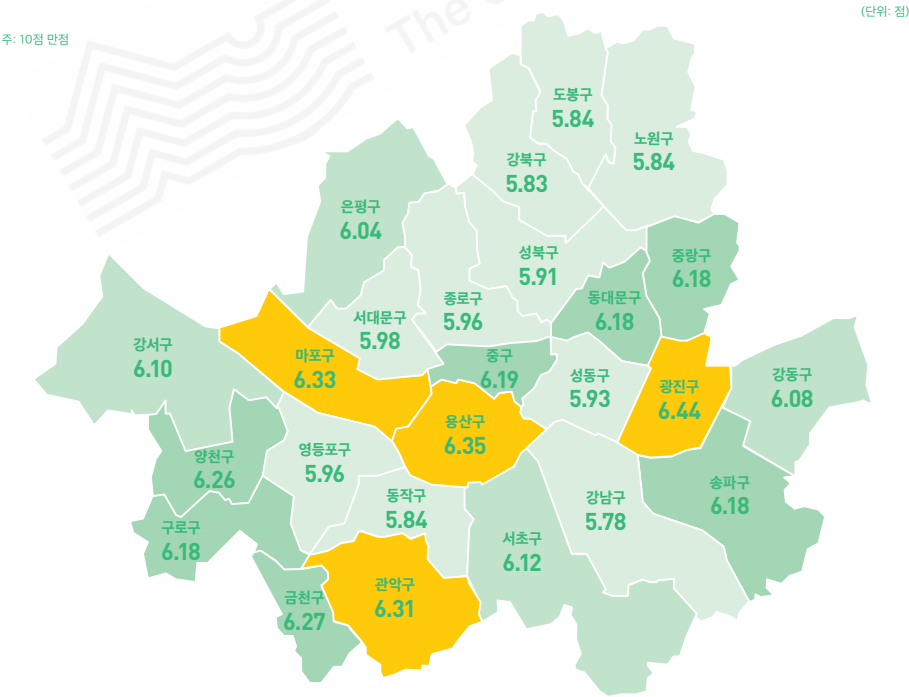 (단위: 점)
주: 10점 만점
The
도봉구
5.84
노원구
5.84
강북구
5.83
은평구
6.04
성북구
5.91
중랑구
6.18
종로구
5.96
동대문구
6.18
서대문구
5.98
강서구
6.10
마포구
6.33
중구
6.19
성동구
5.93
광진구
6.44
강동구
6.08
용산구
6.35
영등포구
5.96
양천구
6.26
송파구
6.18
동작구
5.84
강남구
5.78
구로구
6.18
서초구
6.12
관악구
6.31
금천구
6.27